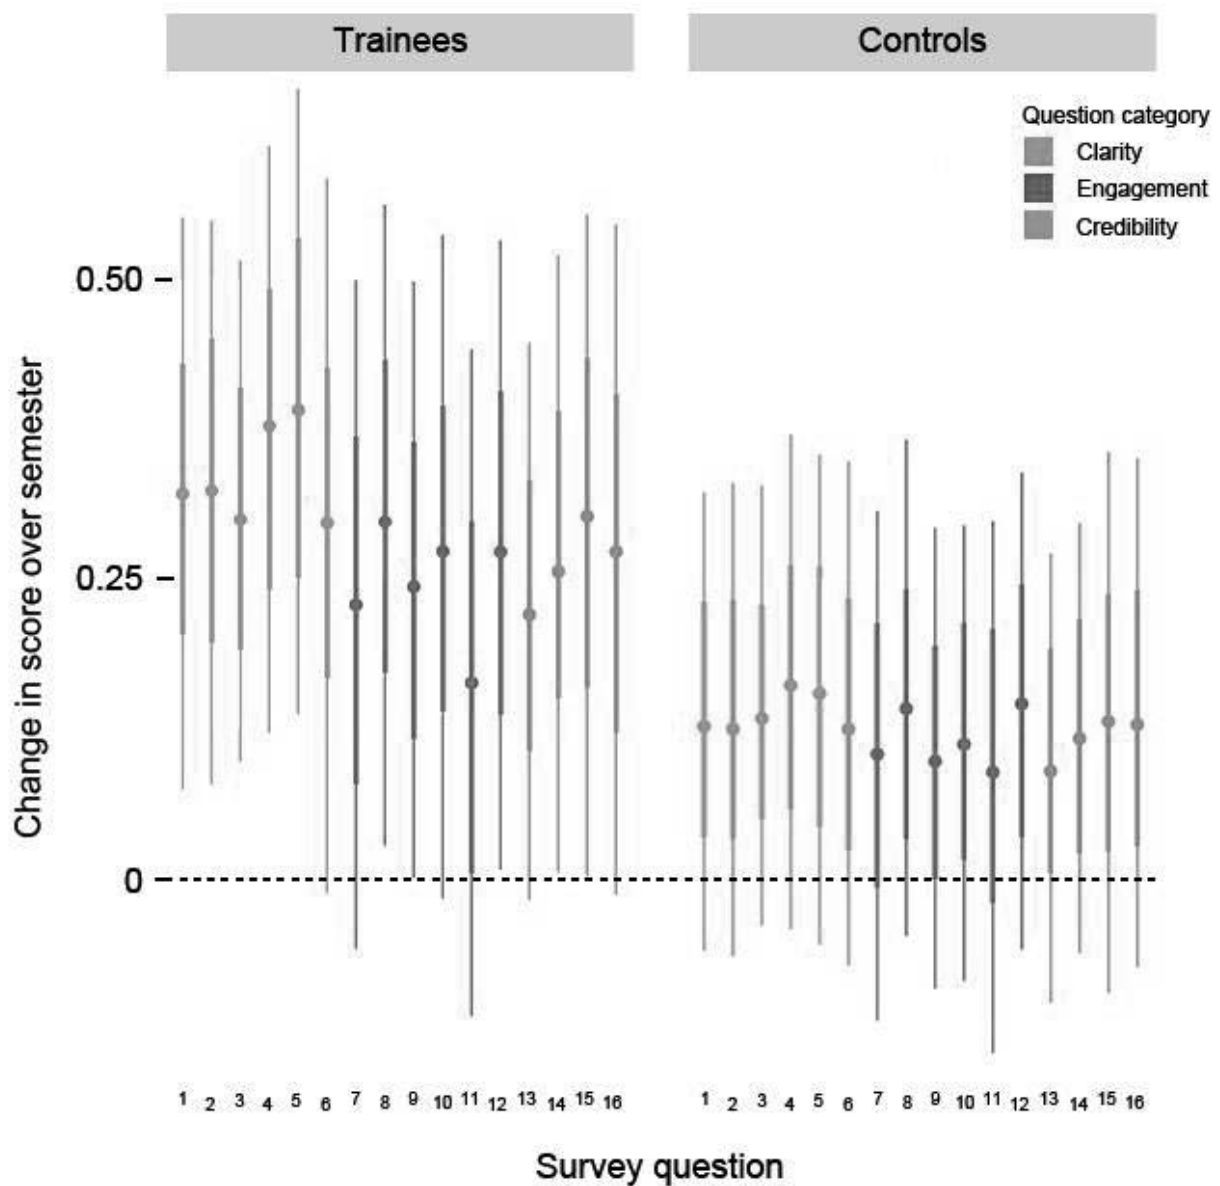 Trainees
Controls
Question category
Clarity
Engagement
Credibility
Change in score over semester
0.50
0.25
0
1 2 3 4 5 6 7 8 9 10 11 12 13 14 15 16
1 2 3 4 5 6 7 8 9 10 11 12 13 14 15 16
Survey question